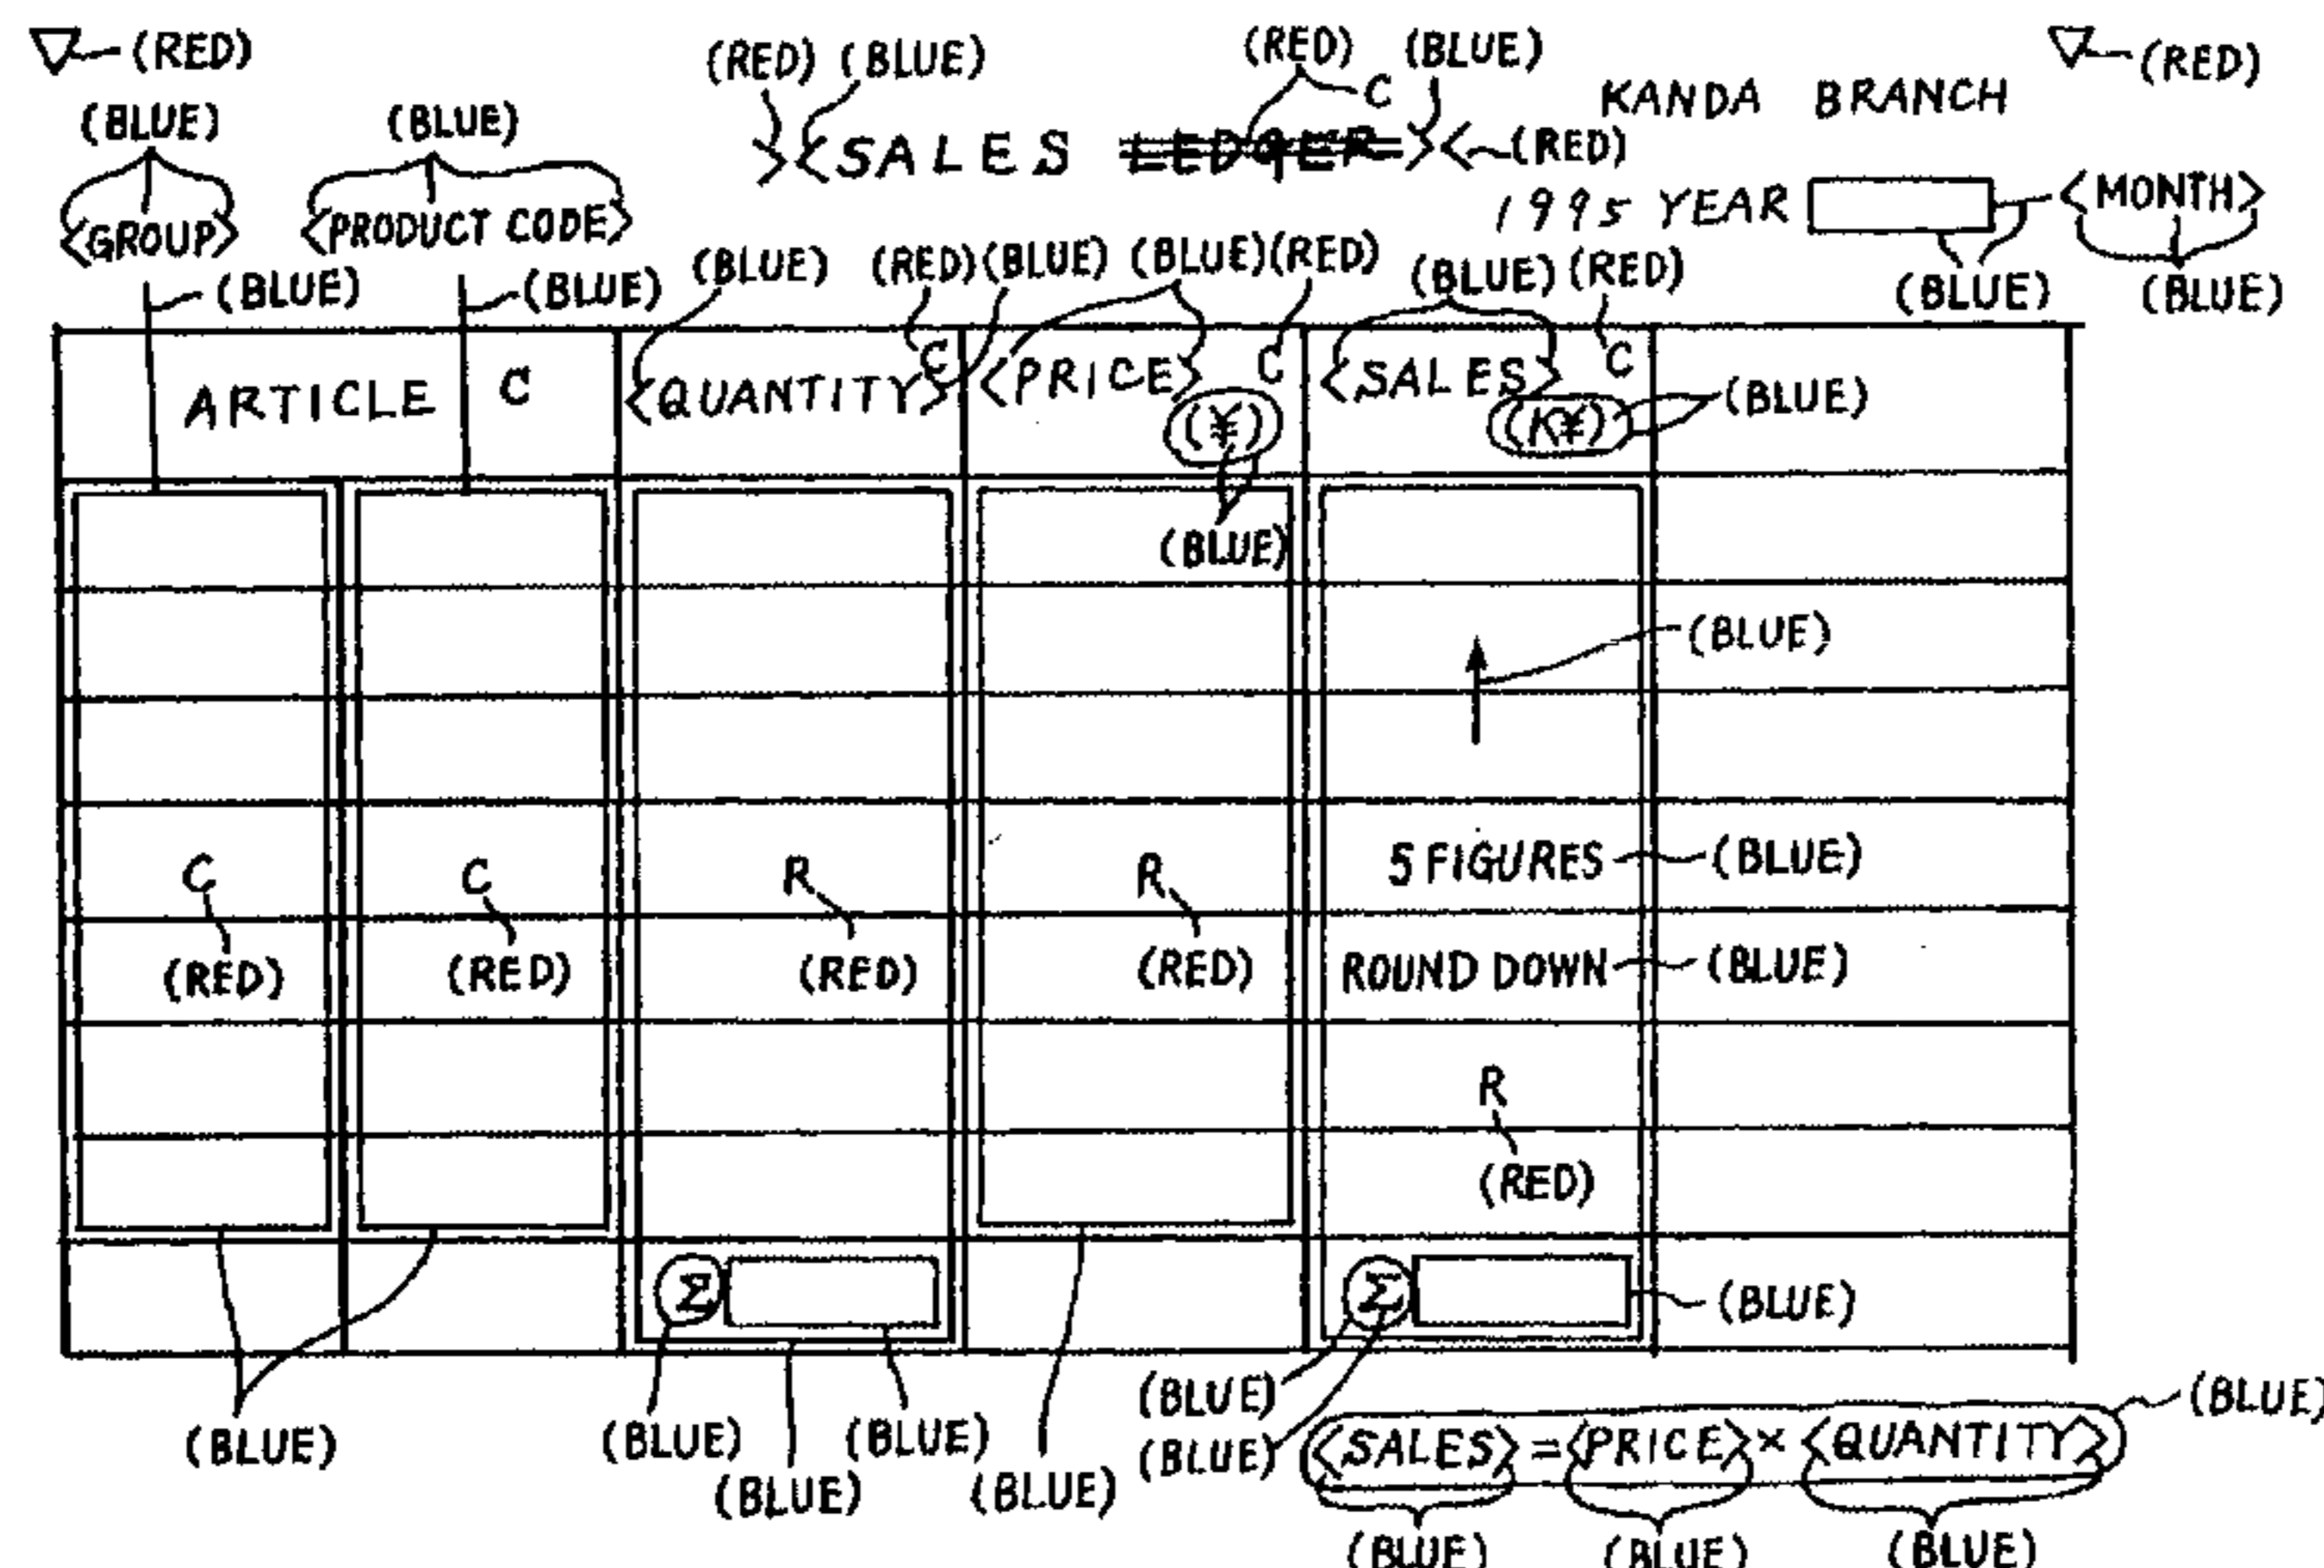 ▽ (RED) (RED) (BLUE) (RED) C (BLUE) ▽ (RED)
KANDA BRANCH
(BLUE) (BLUE) > <SALES LEDGER> < (RED)
<GROUP> <PRODUCT CODE> 1995 YEAR <MONTH>
(BLUE) (BLUE) (BLUE) (RED) (BLUE) (BLUE) (RED) (BLUE) (RED) (BLUE) (BLUE)
ARTICLE C <QUANTITY> C <PRICE> C <SALES> C (BLUE)
(¥) (K¥)
(BLUE)
(BLUE)
C C R R 5 FIGURES (BLUE)
(RED) (RED) (RED) (RED) ROUND DOWN (BLUE)
R
(RED)
Σ Σ (BLUE)
(BLUE) (BLUE)
(BLUE) (BLUE) (BLUE) (BLUE) <SALES> = <PRICE> × <QUANTITY>
(BLUE) (BLUE)
(BLUE) (BLUE) (BLUE)